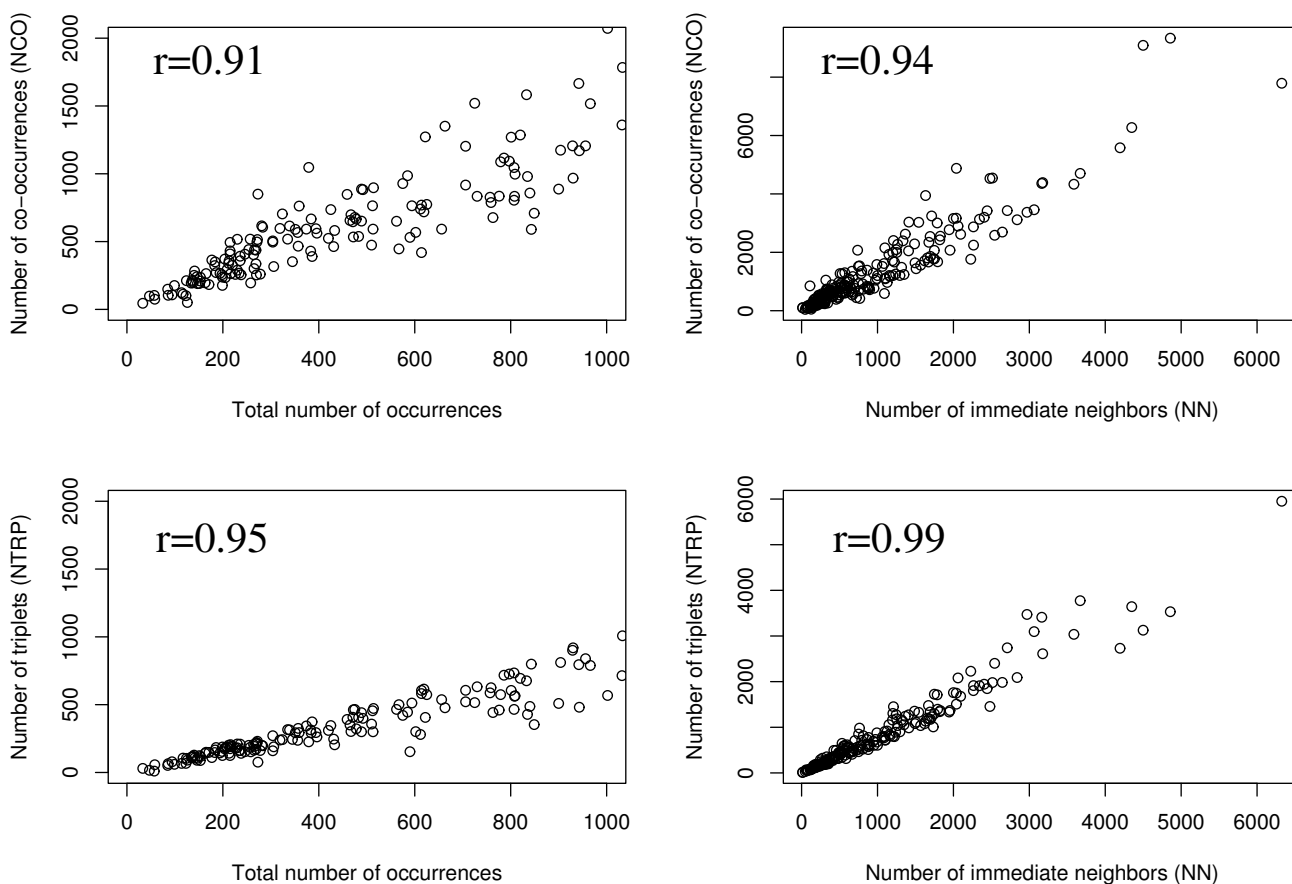 Number of co-occurrences (NCO)
2000
1500
1000
500
0
r=0.91
0 200 400 600 800 1000
Total number of occurrences
Number of co-occurrences (NCO)
6000
2000
0
r=0.94
0 1000 2000 3000 4000 5000 6000
Number of immediate neighbors (NN)
Number of triplets (NTRP)
2000
1500
1000
500
0
r=0.95
0 200 400 600 800 1000
Total number of occurrences
Number of triplets (NTRP)
6000
4000
2000
0
r=0.99
0 1000 2000 3000 4000 5000 6000
Number of immediate neighbors (NN)